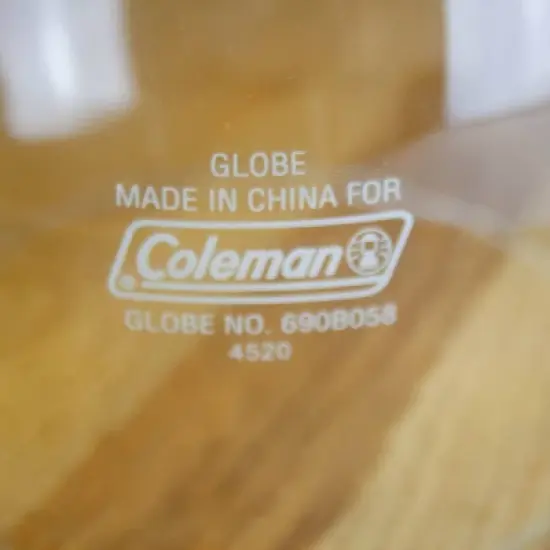 GLOBE
MADE IN CHINA FOR
Coleman
GLOBE NO. 690B058
4520